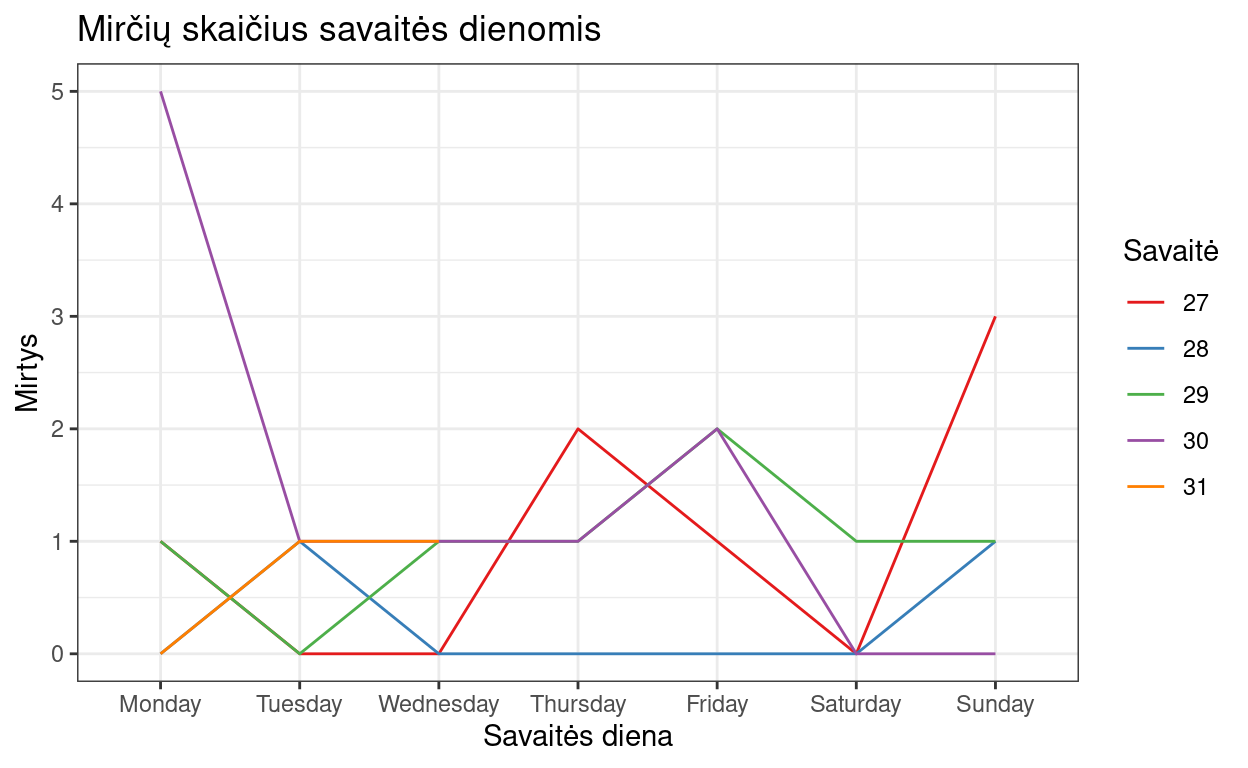 Mirčių skaičius savaitės dienomis
5
4
3
2
1
0
Mirtys
Monday Tuesday Wednesday Thursday Friday Saturday Sunday
Savaitės diena
Savaitė
27
28
29
30
31